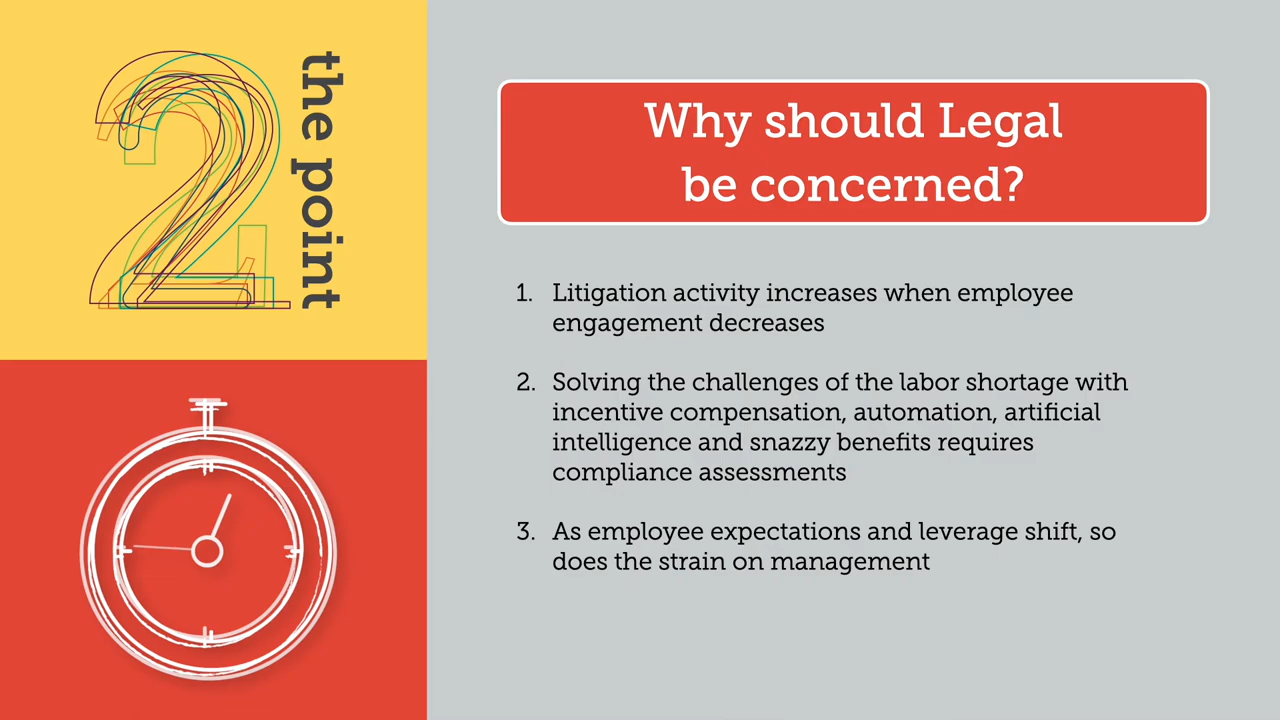 2
the point
Why should Legal
be concerned?
1. Litigation activity increases when employee
engagement decreases
2. Solving the challenges of the labor shortage with
incentive compensation, automation, artificial
intelligence and snazzy benefits requires
compliance assessments
3. As employee expectations and leverage shift, so
does the strain on management